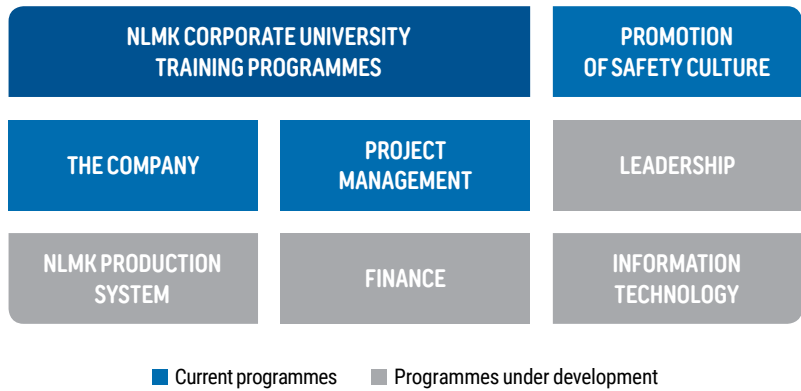 NLMK CORPORATE UNIVERSITY
TRAINING PROGRAMMES
PROMOTION
OF SAFETY CULTURE
THE COMPANY
PROJECT
MANAGEMENT
LEADERSHIP
NLMK PRODUCTION
SYSTEM
FINANCE
INFORMATION
TECHNOLOGY
Current programmes
Programmes under development